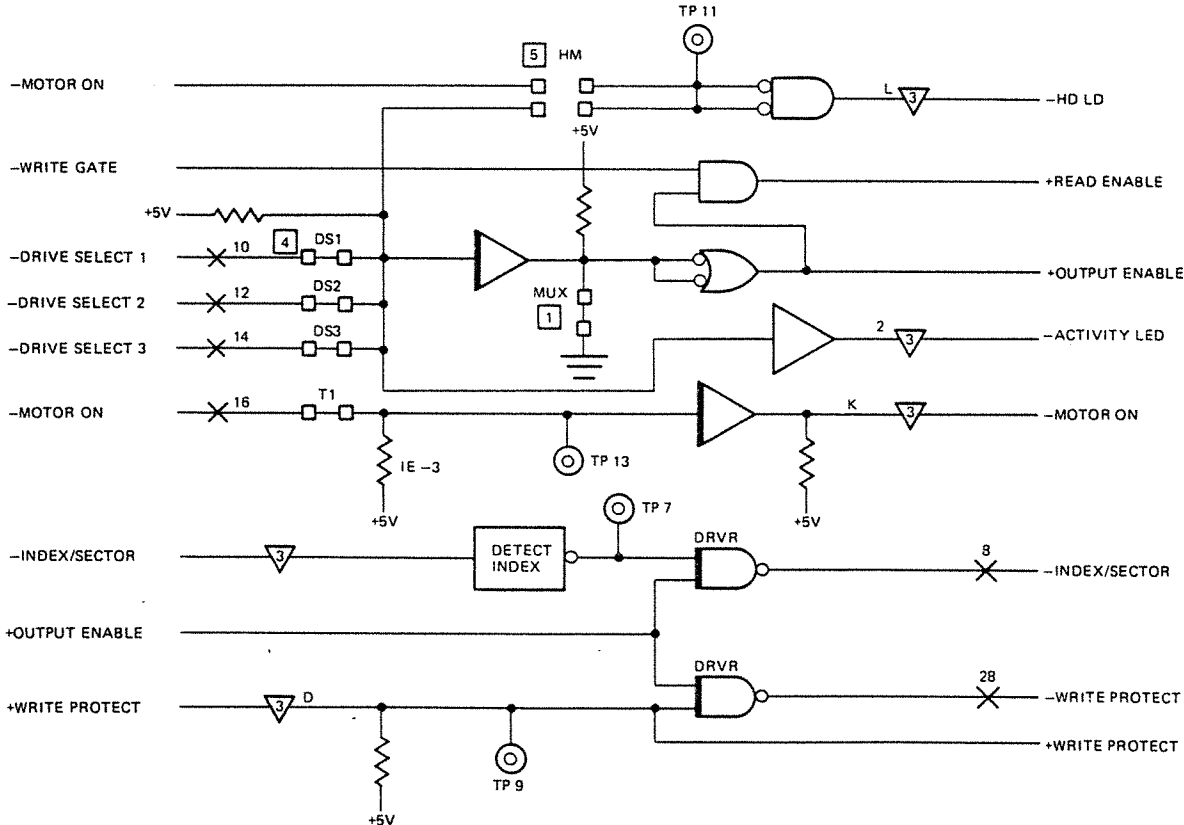 TP 11
5 HM
–MOTOR ON
L 3
–HD LD
+5V
–WRITE GATE
+READ ENABLE
+5V
4 DS1
–DRIVE SELECT 1
10
+OUTPUT ENABLE
DS2
–DRIVE SELECT 2
12
MUX
1
DS3
–DRIVE SELECT 3
14
2 3
–ACTIVITY LED
T1
–MOTOR ON
16
K 3
–MOTOR ON
IE –3
TP 13
+5V
+5V
TP 7
–INDEX/SECTOR
3
DETECT
INDEX
DRVR
8
–INDEX/SECTOR
+OUTPUT ENABLE
DRVR
28
–WRITE PROTECT
+WRITE PROTECT
3 D
+WRITE PROTECT
TP 9
+5V